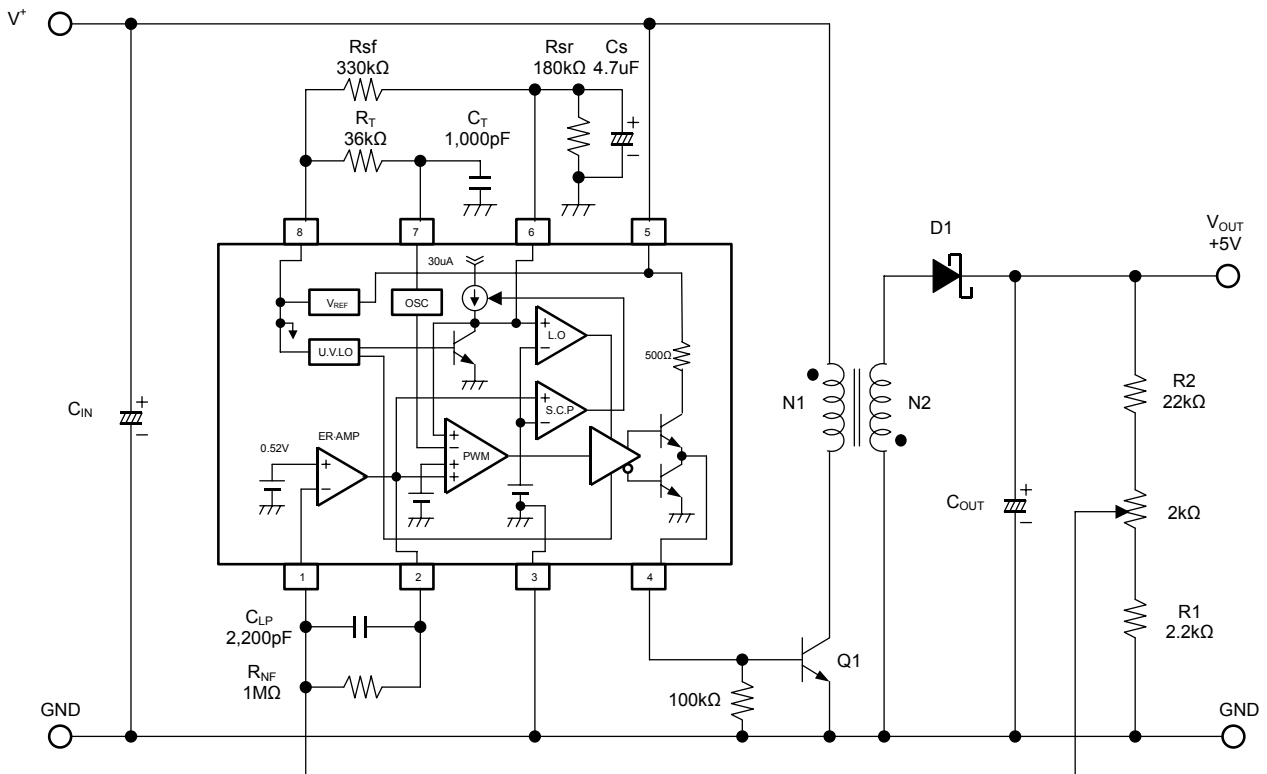 V+
Rsf
330kΩ
Rsr
180kΩ
Cs
4.7uF
RT
36kΩ
CT
1,000pF
8
7
6
5
30uA
VREF
OSC
L.O
U.V.LO
500Ω
S.C.P
ER·AMP
0.52V
PWM
1
2
3
4
CIN
CLP
2,200pF
RNF
1MΩ
D1
VOUT
+5V
N1
N2
R2
22kΩ
COUT
2kΩ
R1
2.2kΩ
Q1
100kΩ
GND
GND
+
−
+
−
+
−
+
−
+
−
+
−
+
−
+
+